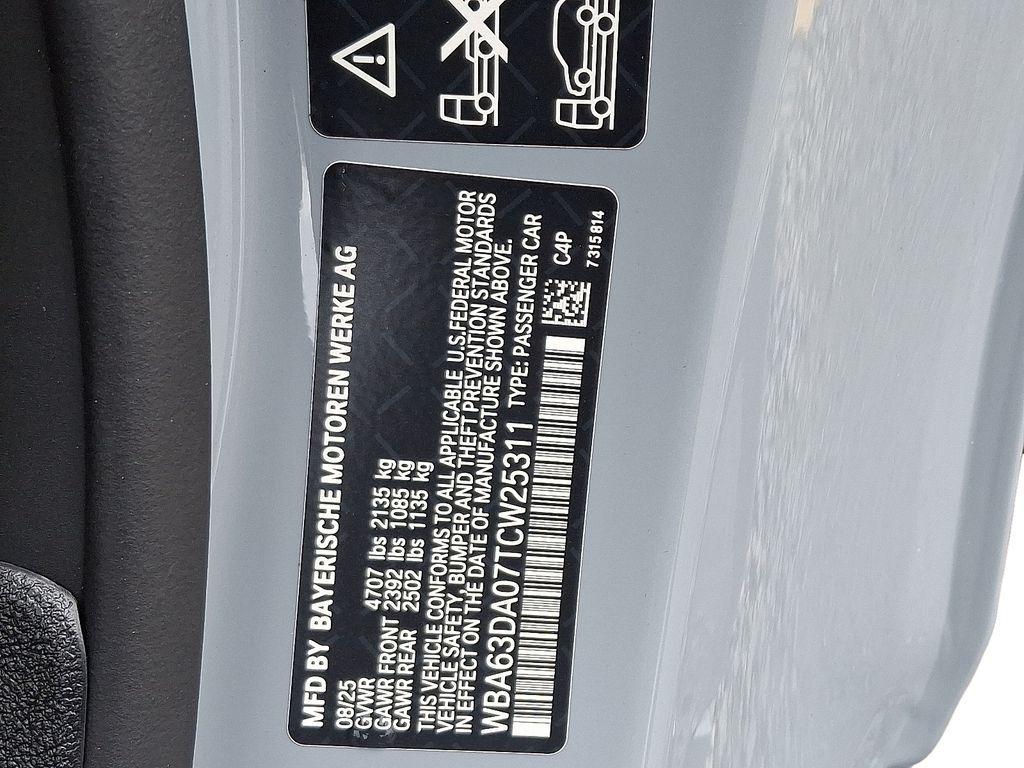 MFD BY BAYERISCHE MOTOREN WERKE AG
08/25
GVWR 4707 lbs 2135 kg
GAWR FRONT 2392 lbs 1085 kg
GAWR REAR 2502 lbs 1135 kg
THIS VEHICLE CONFORMS TO ALL APPLICABLE U.S.FEDERAL MOTOR
VEHICLE SAFETY, BUMPER AND THEFT PREVENTION STANDARDS
IN EFFECT ON THE DATE OF MANUFACTURE SHOWN ABOVE.
WBA63DA07TCW25311 TYPE: PASSENGER CAR
C4P
7315814